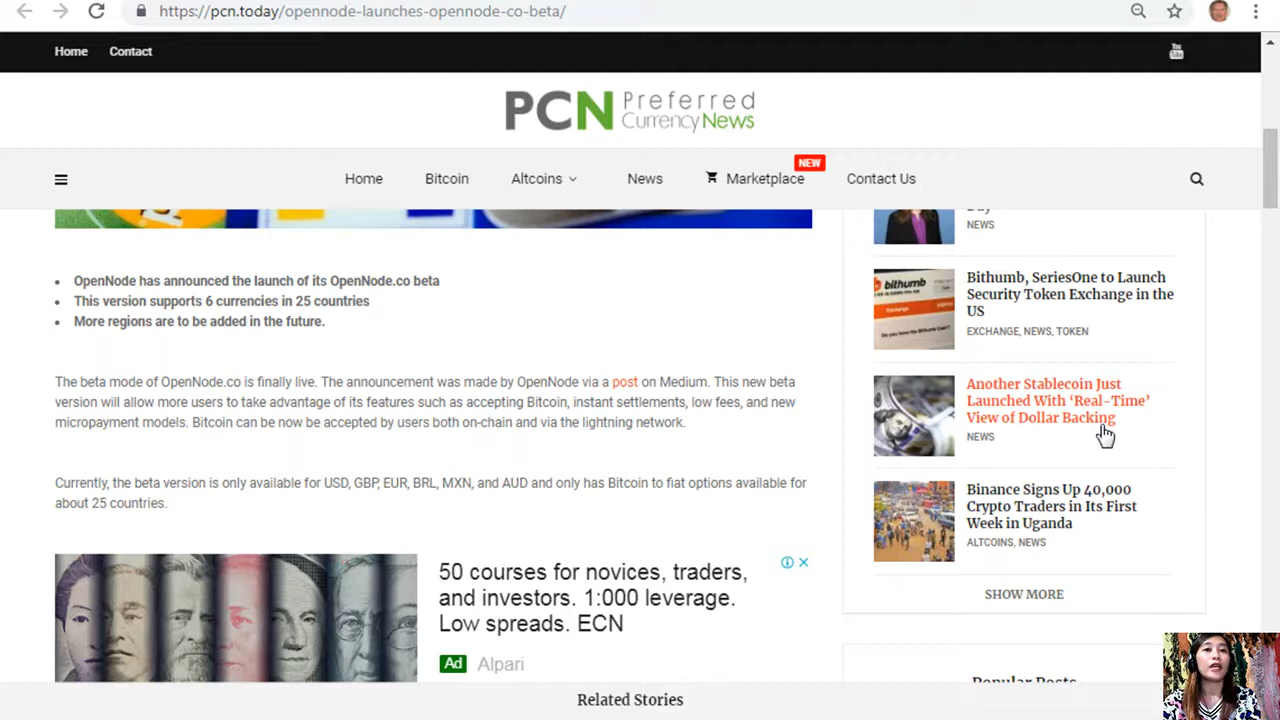 https://pcn.today/opennode-launches-opennode-co-beta/
Home Contact
You Tube
PCN Preferred Currency News
Home Bitcoin Altcoins News Marketplace NEW Contact Us
OpenNode has announced the launch of its OpenNode.co beta
This version supports 6 currencies in 25 countries
More regions are to be added in the future.
The beta mode of OpenNode.co is finally live. The announcement was made by OpenNode via a post on Medium. This new beta
version will allow more users to take advantage of its features such as accepting Bitcoin, instant settlements, low fees, and new
micropayment models. Bitcoin can be now be accepted by users both on-chain and via the lightning network.
Currently, the beta version is only available for USD, GBP, EUR, BRL, MXN, and AUD and only has Bitcoin to fiat options available for
about 25 countries.
50 courses for novices, traders,
and investors. 1:000 leverage.
Low spreads. ECN
Ad Alpari
NEWS
bithumb
Bithumb, SeriesOne to Launch
Security Token Exchange in the
US
EXCHANGE, NEWS, TOKEN
Another Stablecoin Just
Launched With ‘Real-Time’
View of Dollar Backing
NEWS
Binance Signs Up 40,000
Crypto Traders in Its First
Week in Uganda
ALTCOINS, NEWS
SHOW MORE
Popular Posts
Related Stories